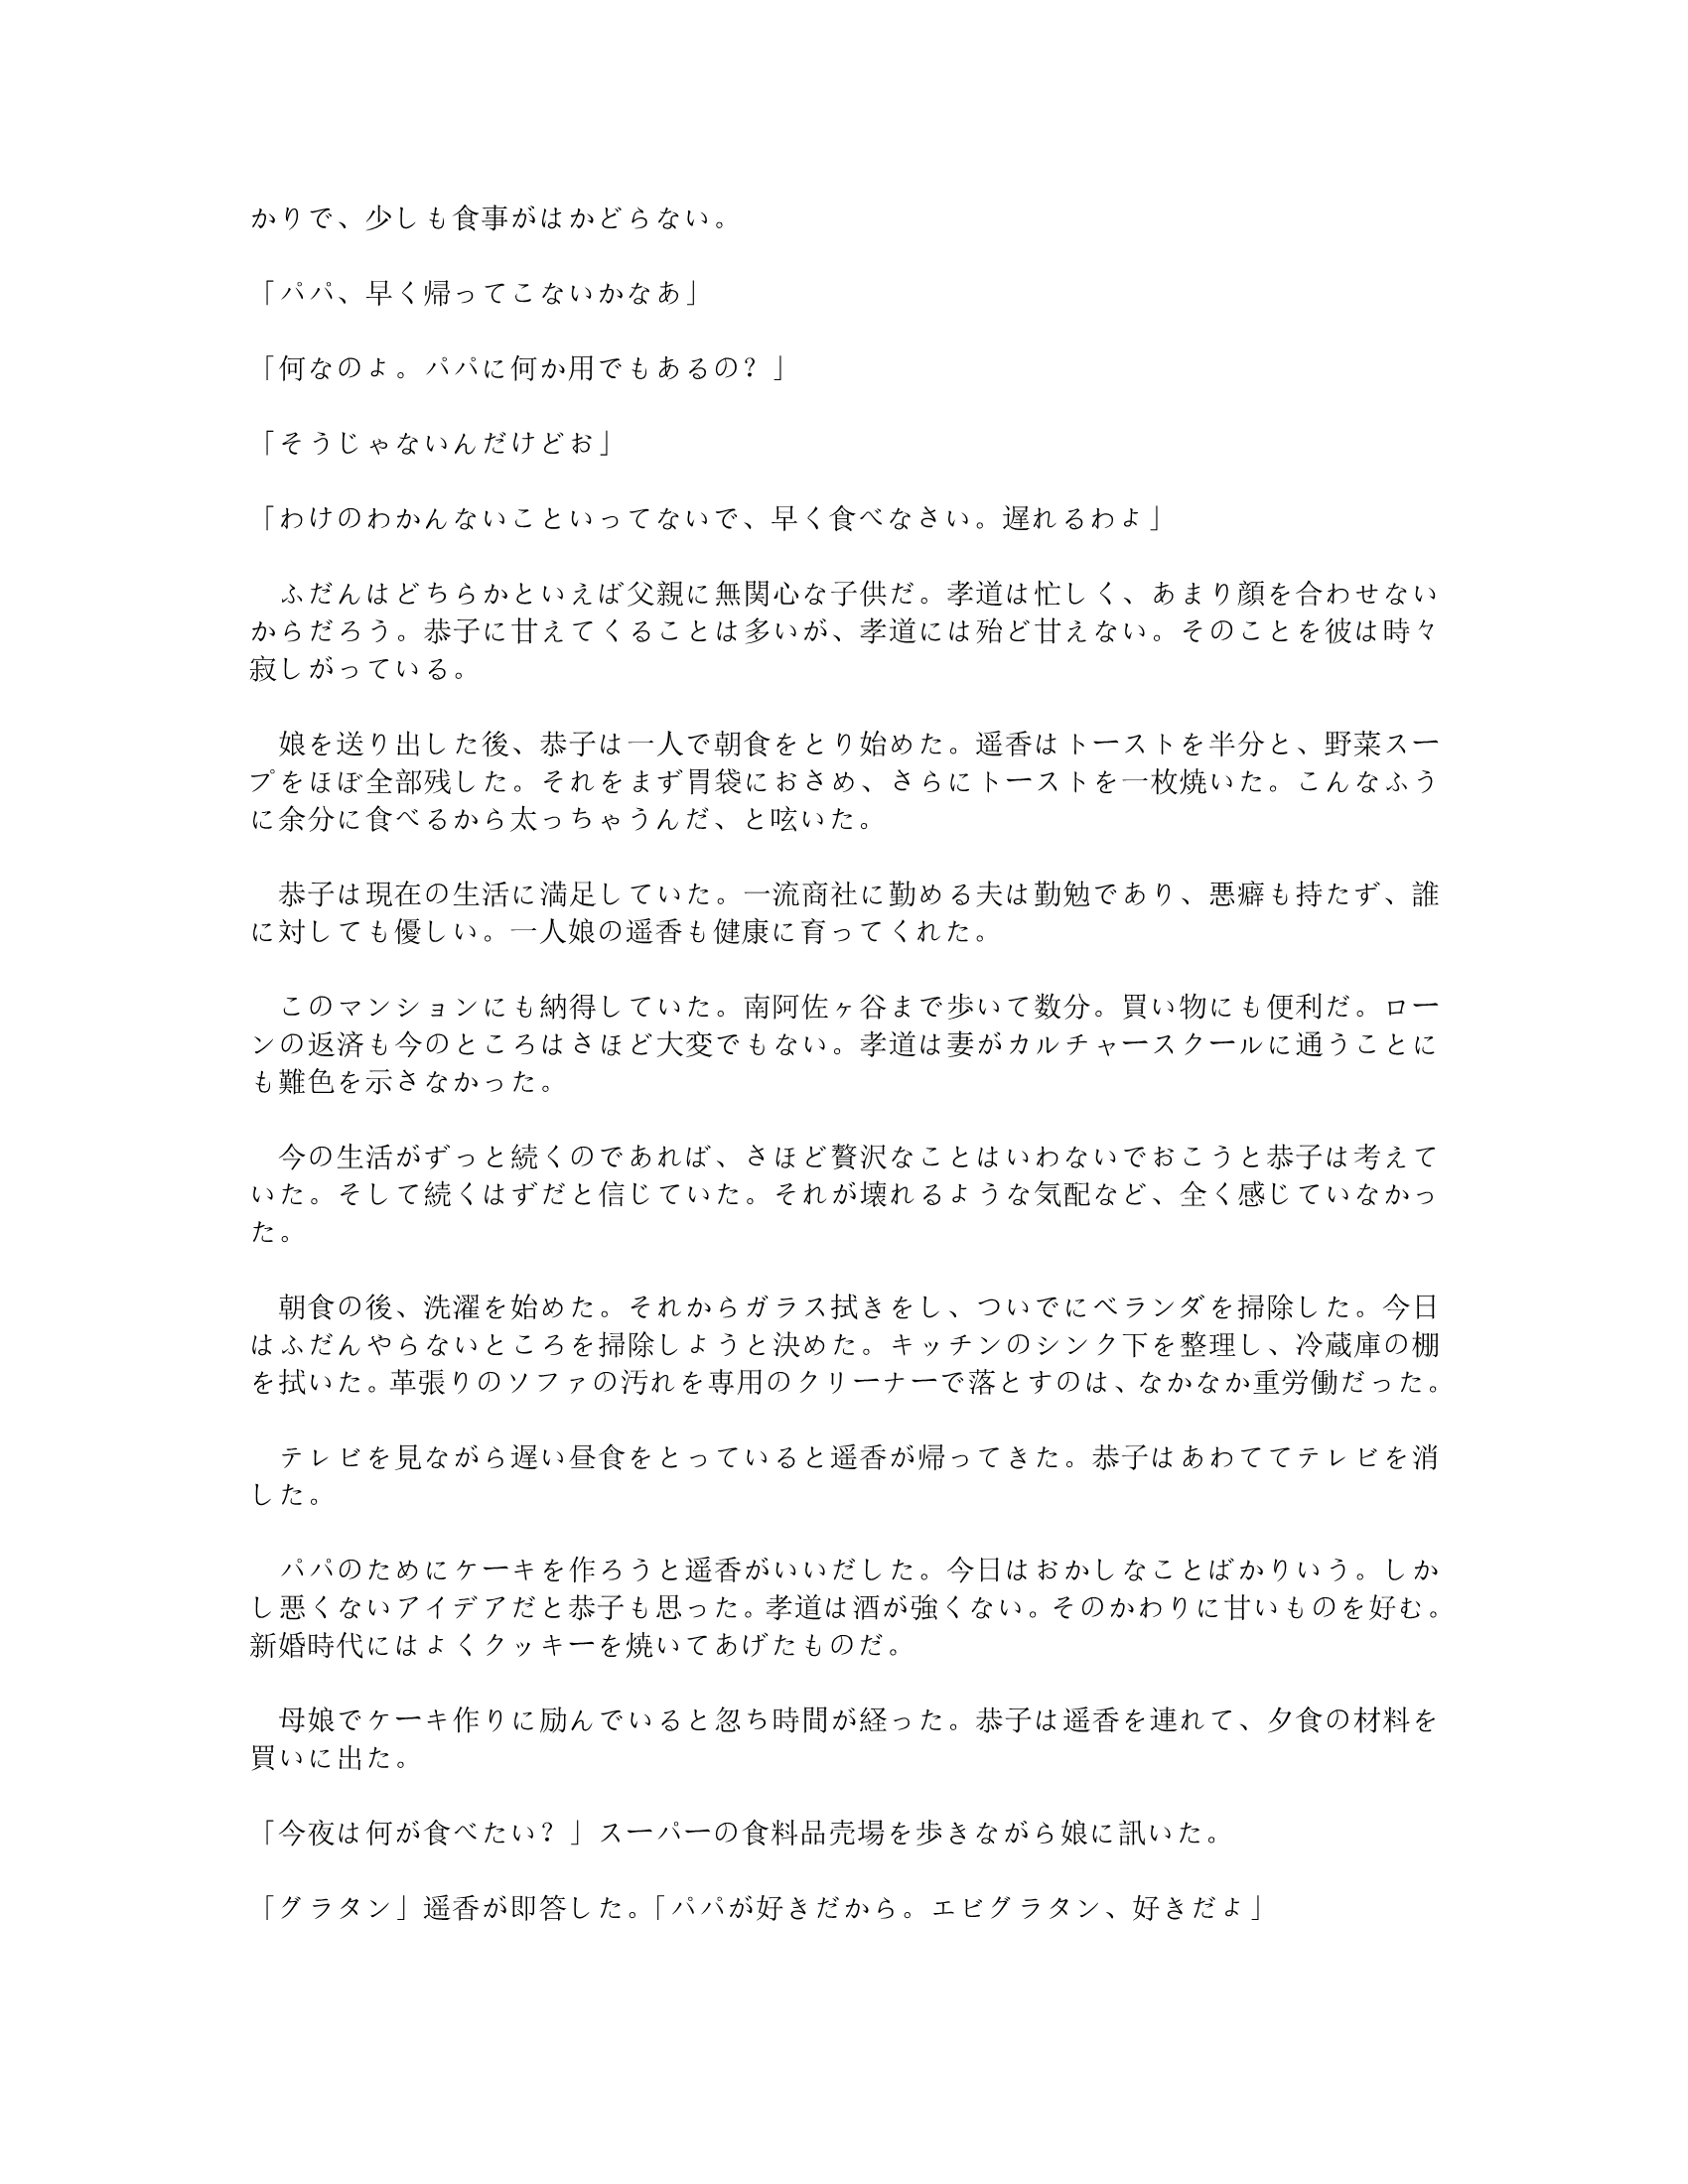 かりで、少しも食事がはかどらない。
「パパ、早く帰ってこないかなあ」
「何なのよ。パパに何か用でもあるの？」
「そうじゃないんだけどお」
「わけのわかんないこといってないで、早く食べなさい。遅れるわよ」
　ふだんはどちらかといえば父親に無関心な子供だ。孝道は忙しく、あまり顔を合わせない
からだろう。恭子に甘えてくることは多いが、孝道には殆ど甘えない。そのことを彼は時々
寂しがっている。
　娘を送り出した後、恭子は一人で朝食をとり始めた。遥香はトーストを半分と、野菜スー
プをほぼ全部残した。それをまず胃袋におさめ、さらにトーストを一枚焼いた。こんなふう
に余分に食べるから太っちゃうんだ、と呟いた。
　恭子は現在の生活に満足していた。一流商社に勤める夫は勤勉であり、悪癖も持たず、誰
に対しても優しい。一人娘の遥香も健康に育ってくれた。
　このマンションにも納得していた。南阿佐ヶ谷まで歩いて数分。買い物にも便利だ。ロー
ンの返済も今のところはさほど大変でもない。孝道は妻がカルチャースクールに通うことに
も難色を示さなかった。
　今の生活がずっと続くのであれば、さほど贅沢なことはいわないでおこうと恭子は考えて
いた。そして続くはずだと信じていた。それが壊れるような気配など、全く感じていなかっ
た。
　朝食の後、洗濯を始めた。それからガラス拭きをし、ついでにベランダを掃除した。今日
はふだんやらないところを掃除しようと決めた。キッチンのシンク下を整理し、冷蔵庫の棚
を拭いた。革張りのソファの汚れを専用のクリーナーで落とすのは、なかなか重労働だった。
　テレビを見ながら遅い昼食をとっていると遥香が帰ってきた。恭子はあわててテレビを消
した。
　パパのためにケーキを作ろうと遥香がいいだした。今日はおかしなことばかりいう。しか
し悪くないアイデアだと恭子も思った。孝道は酒が強くない。そのかわりに甘いものを好む。
新婚時代にはよくクッキーを焼いてあげたものだ。
　母娘でケーキ作りに励んでいると忽ち時間が経った。恭子は遥香を連れて、夕食の材料を
買いに出た。
「今夜は何が食べたい？」スーパーの食料品売場を歩きながら娘に訊いた。
「グラタン」遥香が即答した。「パパが好きだから。エビグラタン、好きだよ」